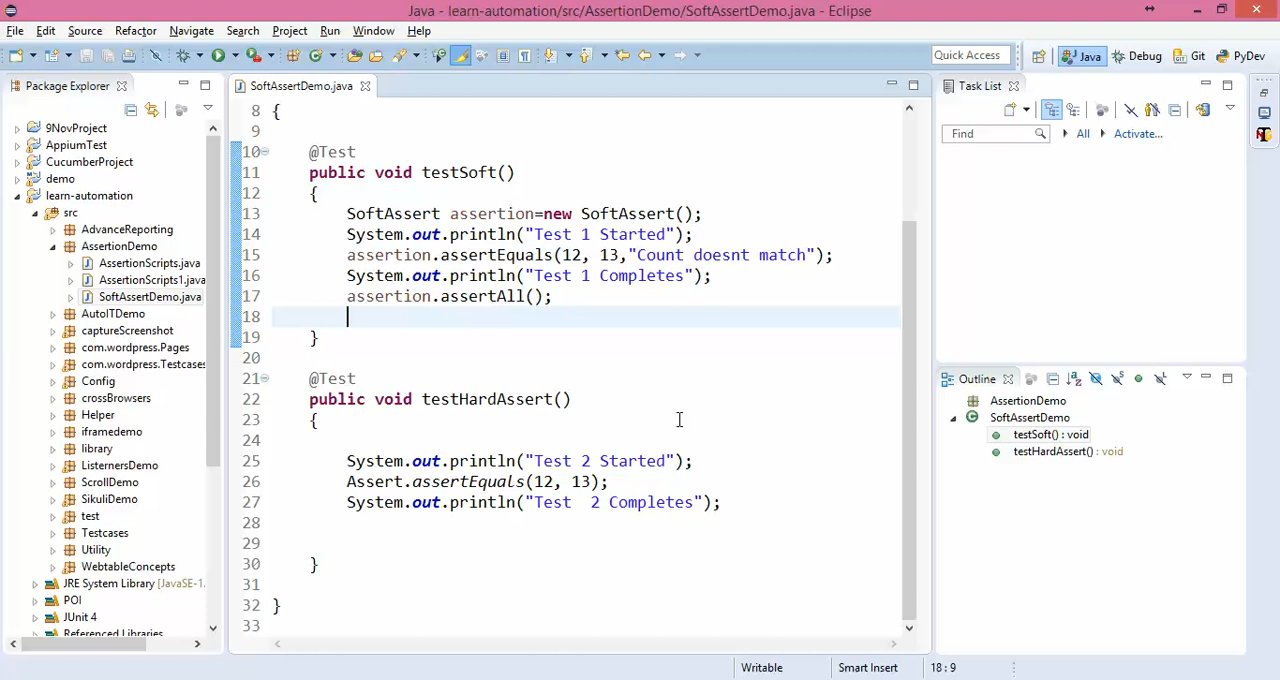 Java - learn-automation/src/AssertionDemo/SoftAssertDemo.java - Eclipse
File Edit Source Refactor Navigate Search Project Run Window Help
Quick Access Java Debug Git PyDev
Package Explorer
9NovProject
AppiumTest
CucumberProject
demo
learn-automation
src
AdvanceReporting
AssertionDemo
AssertionScripts.java
AssertionScripts1.java
SoftAssertDemo.java
AutoITDemo
captureScreenshot
com.wordpress.Pages
com.wordpress.Testcases
Config
crossBrowsers
Helper
iframedemo
library
ListernersDemo
ScrollDemo
SikuliDemo
test
Testcases
Utility
WebtableConcepts
JRE System Library [JavaSE-1.
POI
JUnit 4
Referenced Libraries
SoftAssertDemo.java
8 {
9
10 @Test
11 public void testSoft()
12 {
13 SoftAssert assertion=new SoftAssert();
14 System.out.println("Test 1 Started");
15 assertion.assertEquals(12, 13,"Count doesnt match");
16 System.out.println("Test 1 Completes");
17 assertion.assertAll();
18
19 }
20
21 @Test
22 public void testHardAssert()
23 {
24
25 System.out.println("Test 2 Started");
26 Assert.assertEquals(12, 13);
27 System.out.println("Test  2 Completes");
28
29
30 }
31
32 }
33
Task List
Find All Activate...
Outline
AssertionDemo
SoftAssertDemo
testSoft() : void
testHardAssert() : void
Writable Smart Insert 18:9